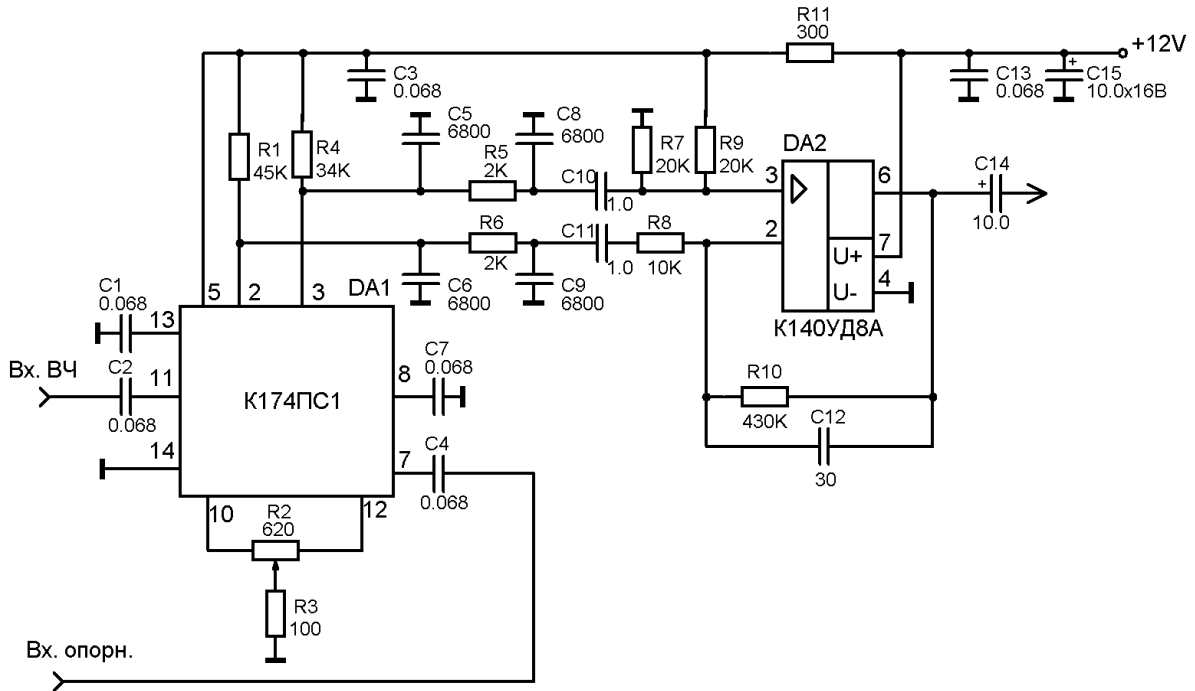 R11
300
+12V
C3
0.068
C13
0.068
+
C15
10.0х16В
C5
6800
C8
6800
R1
45K
R4
34K
R5
2K
R7
20K
R9
20K
DA2
C10
1.0
3
6
C14
+
10.0
R6
2K
C11
1.0
R8
10K
2
7
U+
4
U-
К140УД8А
C6
6800
C9
6800
C1
0.068
5
2
3
DA1
13
Вх. ВЧ
C2
0.068
11
К174ПС1
8
C7
0.068
R10
430K
C12
30
14
7
C4
0.068
10
R2
620
12
R3
100
Вх. опорн.